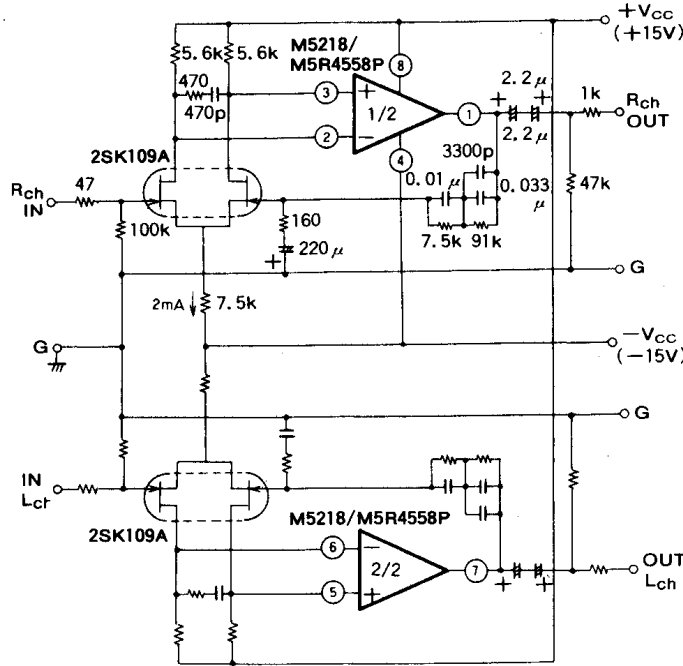 +VCC
(+15V)
5.6k
5.6k
M5218/
M5R4558P
8
470
470p
3
+
1/2
1
2
−
4
+
2.2μ
+
2.2μ
1k
Rch
OUT
2SK109A
3300p
0.01μ
0.033
μ
47k
Rch
IN
47
100k
160
+
220μ
7.5k
91k
G
2mA
7.5k
G
−VCC
(−15V)
G
IN
Lch
2SK109A
M5218/M5R4558P
6
−
2/2
7
5
+
+
+
OUT
Lch